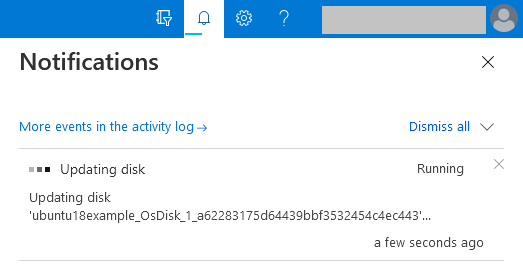 Notifications
More events in the activity log→
Dismiss all
Updating disk
Running
Updating disk
'ubuntu18example_OsDisk_1_a62283175d64439bbf3532454c4ec443'...
a few seconds ago